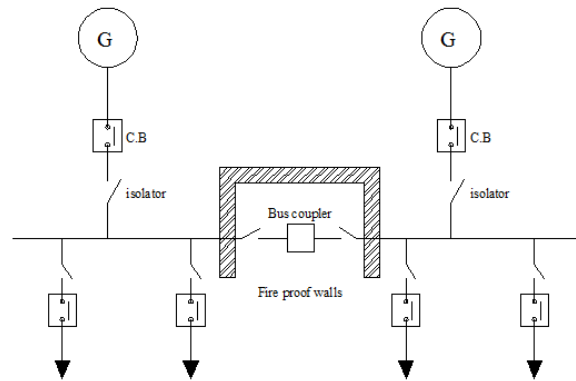 G
G
C.B
C.B
isolator
isolator
Bus coupler
Fire proof walls